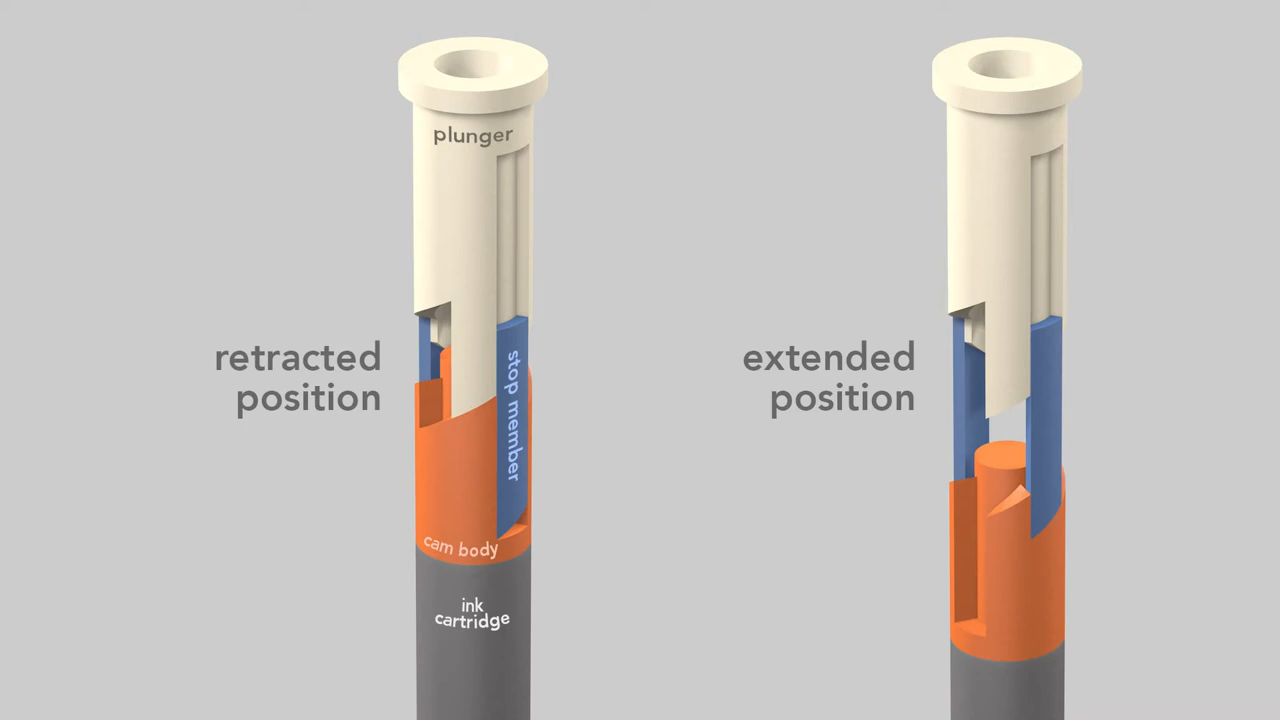 plunger
retracted
position
stop member
cam body
ink
cartridge
extended
position